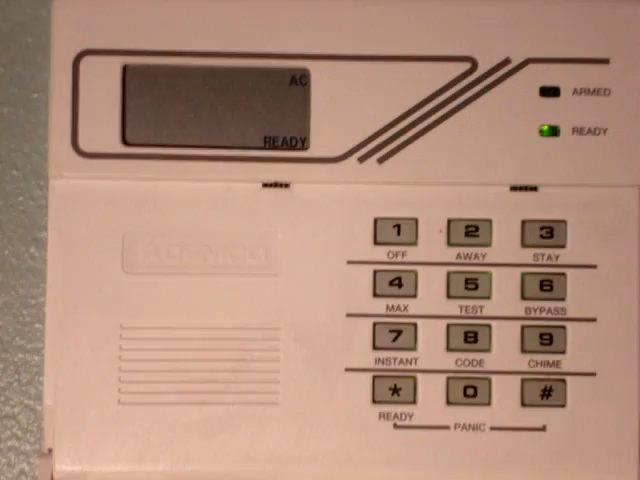 AC
READY
ARMED
READY
1 2 3
OFF AWAY STAY
4 5 6
MAX TEST BYPASS
7 8 9
INSTANT CODE CHIME
* 0 #
READY
PANIC